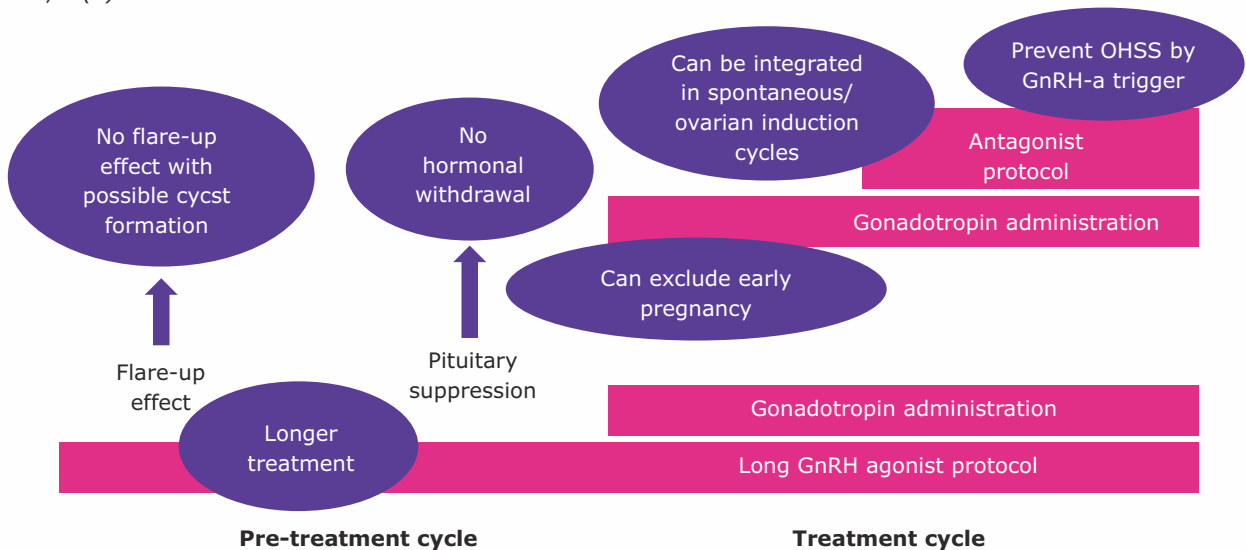 Can be integrated
in spontaneous/
ovarian induction
cycles
Prevent OHSS by
GnRH-a trigger
No flare-up
effect with
possible cycst
formation
No
hormonal
withdrawal
Antagonist
protocol
Gonadotropin administration
Can exclude early
pregnancy
Flare-up
effect
Pituitary
suppression
Longer
treatment
Gonadotropin administration
Long GnRH agonist protocol
Pre-treatment cycle
Treatment cycle